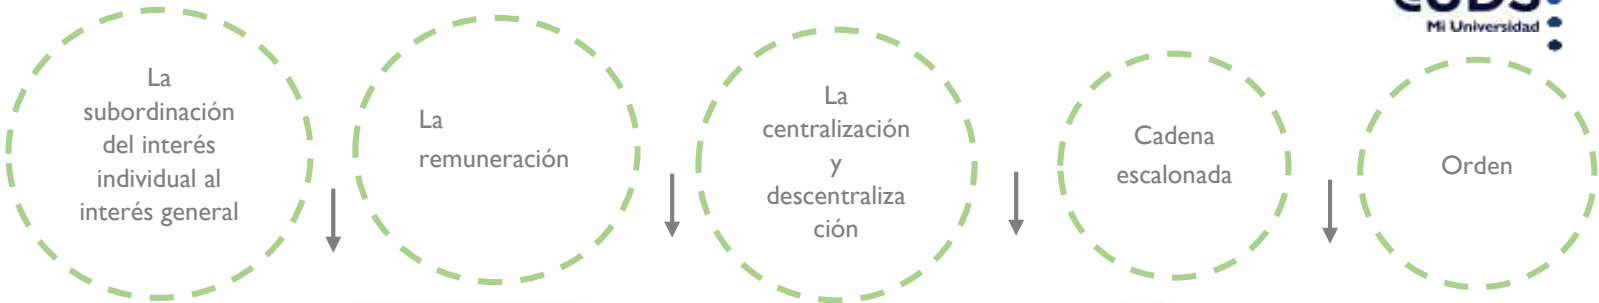 Mi Universidad
La
subordinación
del interés
individual al
interés general
La
remuneración
La
centralización
y
descentraliza
ción
Cadena
escalonada
Orden